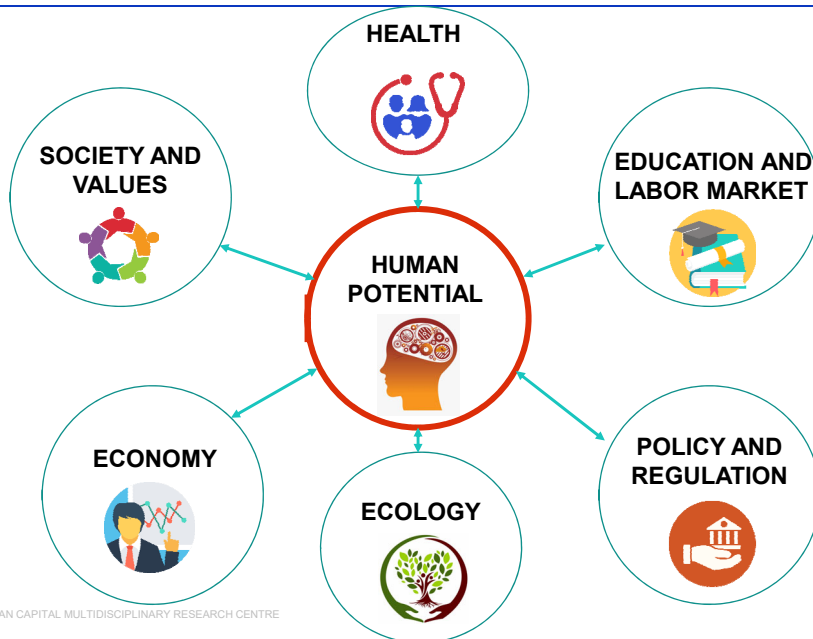 HEALTH
SOCIETY AND
VALUES
EDUCATION AND
LABOR MARKET
HUMAN
POTENTIAL
ECONOMY
ECOLOGY
POLICY AND
REGULATION
AN CAPITAL MULTIDISCIPLINARY RESEARCH CENTRE